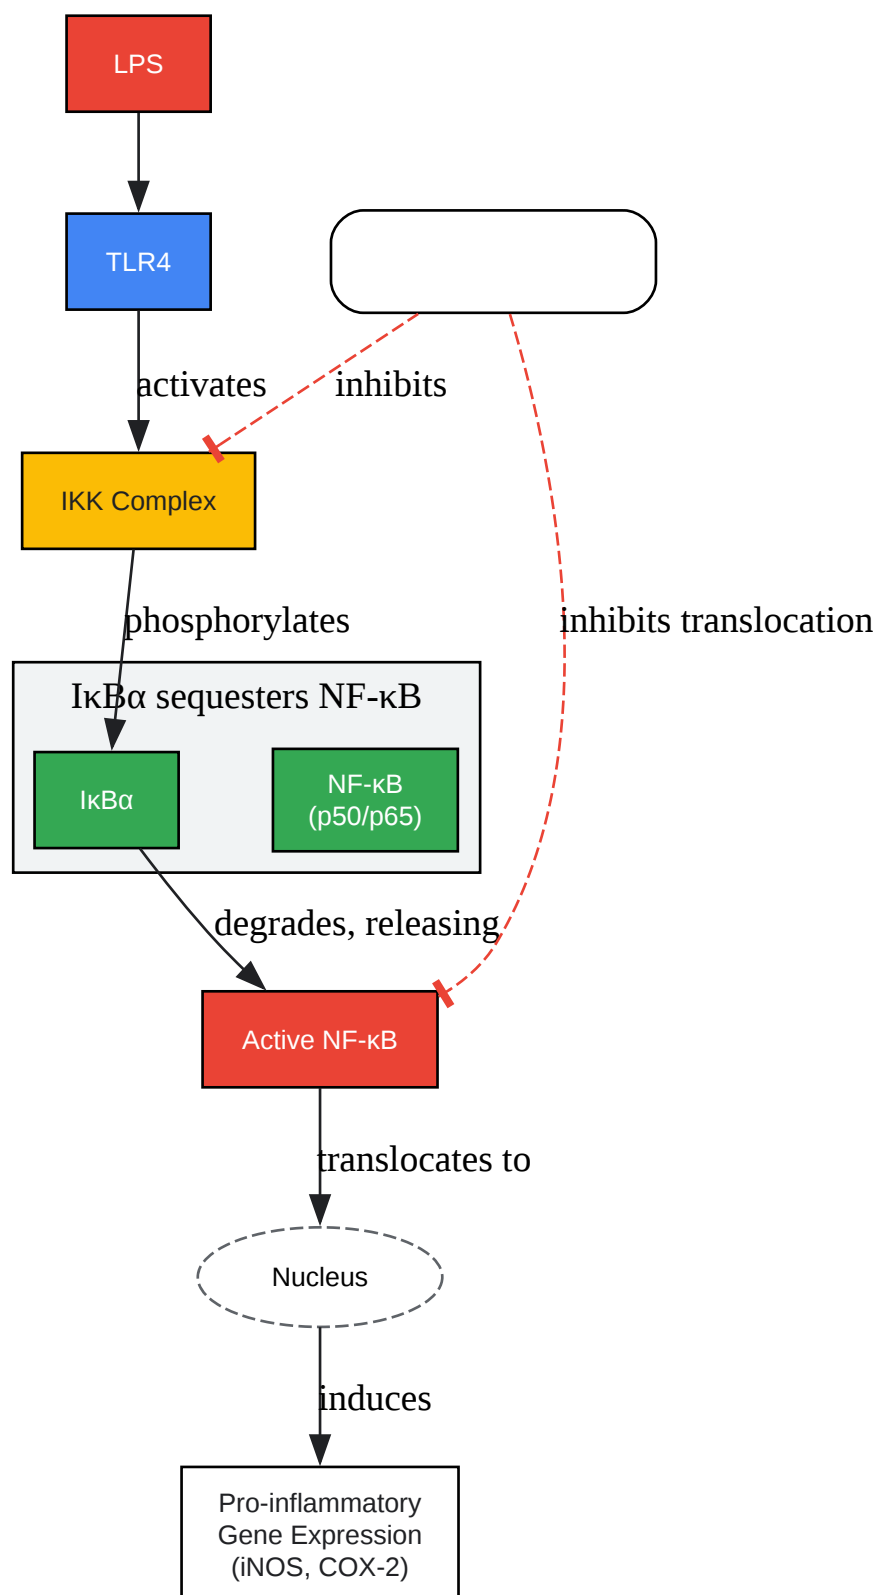 LPS
TLR4
activates
inhibits
IKK Complex
phosphorylates
inhibits translocation
IκBα sequesters NF-κB
IκBα
NF-κB
(p50/p65)
degrades, releasing
Active NF-κB
translocates to
Nucleus
induces
Pro-inflammatory
Gene Expression
(iNOS, COX-2)